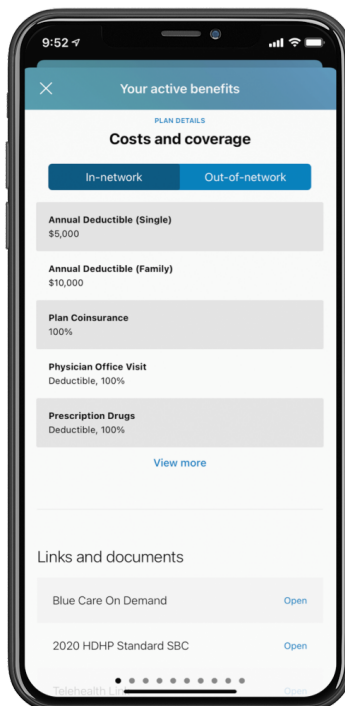 9:52
Your active benefits
PLAN DETAILS
Costs and coverage
In-network Out-of-network
Annual Deductible (Single)
$5,000
Annual Deductible (Family)
$10,000
Plan Coinsurance
100%
Physician Office Visit
Deductible, 100%
Prescription Drugs
Deductible, 100%
View more
Links and documents
Blue Care On Demand Open
2020 HDHP Standard SBC Open
Telehealth Open